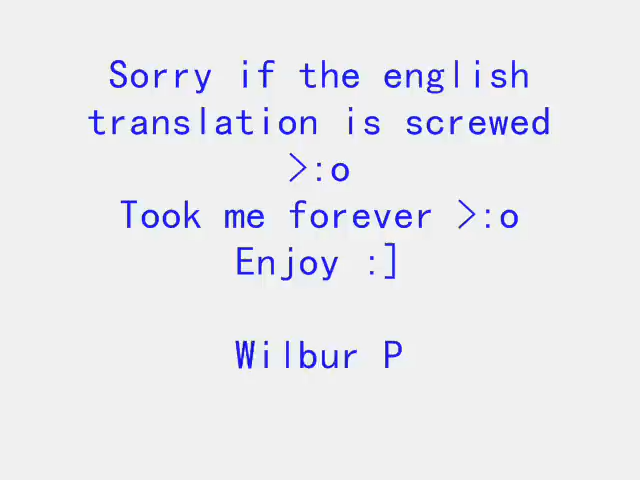 Sorry if the english
translation is screwed
>:o
Took me forever >:o
Enjoy :]
Wilbur P